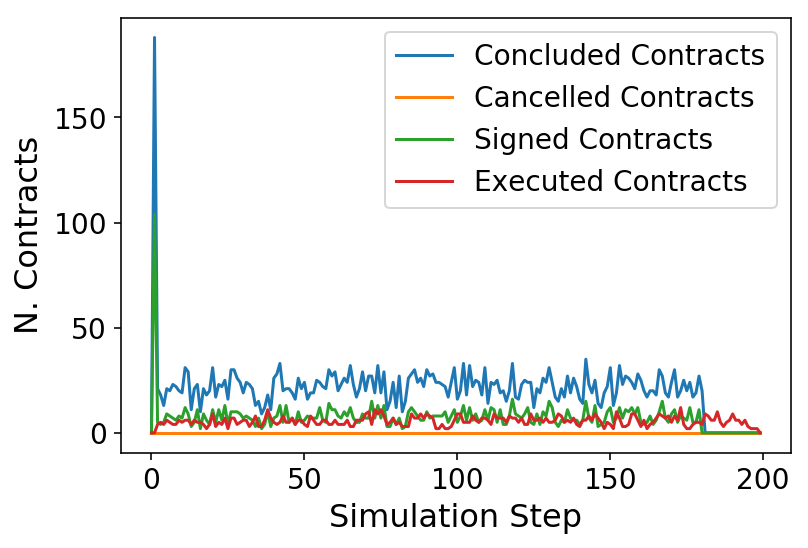 Concluded Contracts
Cancelled Contracts
Signed Contracts
Executed Contracts
N. Contracts
150
100
50
0
0 50 100 150 200
Simulation Step